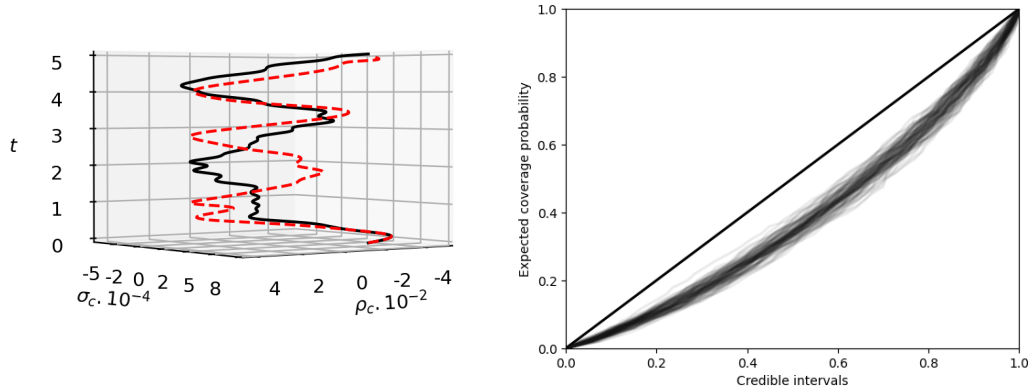 5
4
3
2
1
0
t
-5 -2 0 2 5 8
σc. 10⁻⁴
4 2 0 -2 -4
ρc. 10⁻²
1.0
0.8
0.6
0.4
0.2
0.0
Expected coverage probability
0.0 0.2 0.4 0.6 0.8 1.0
Credible intervals